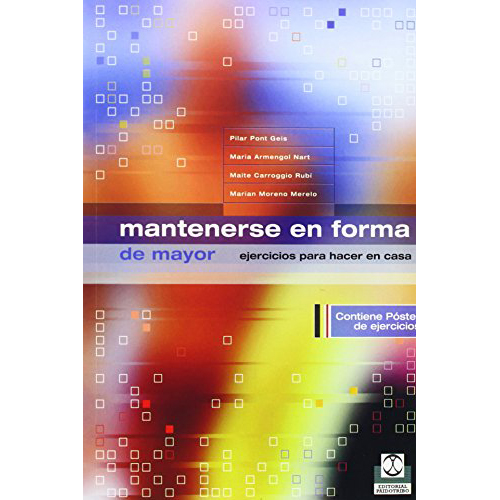 Pilar Pont Geis
Maria Armengol Nart
Maite Carroggio Rubí
Marian Moreno Merelo
mantenerse en forma
de mayor ejercicios para hacer en casa
Contiene Póste
de ejercicios
EDITORIAL
PAIDOTRIBO